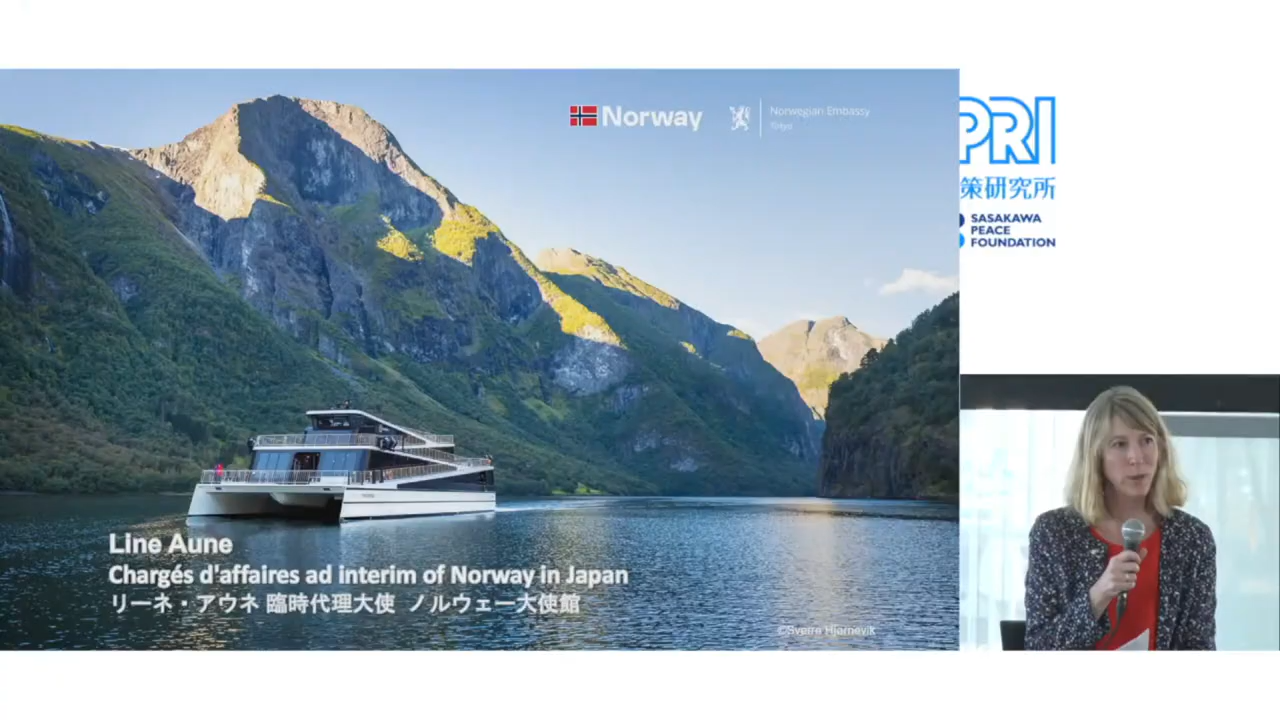 Norway
Norwegian Embassy
Tokyo
PRI
策研究所
SASAKAWA
PEACE
FOUNDATION
Line Aune
Chargés d'affaires ad interim of Norway in Japan
リーネ・アウネ 臨時代理大使 ノルウェー大使館
©Sverre Hjørnevik